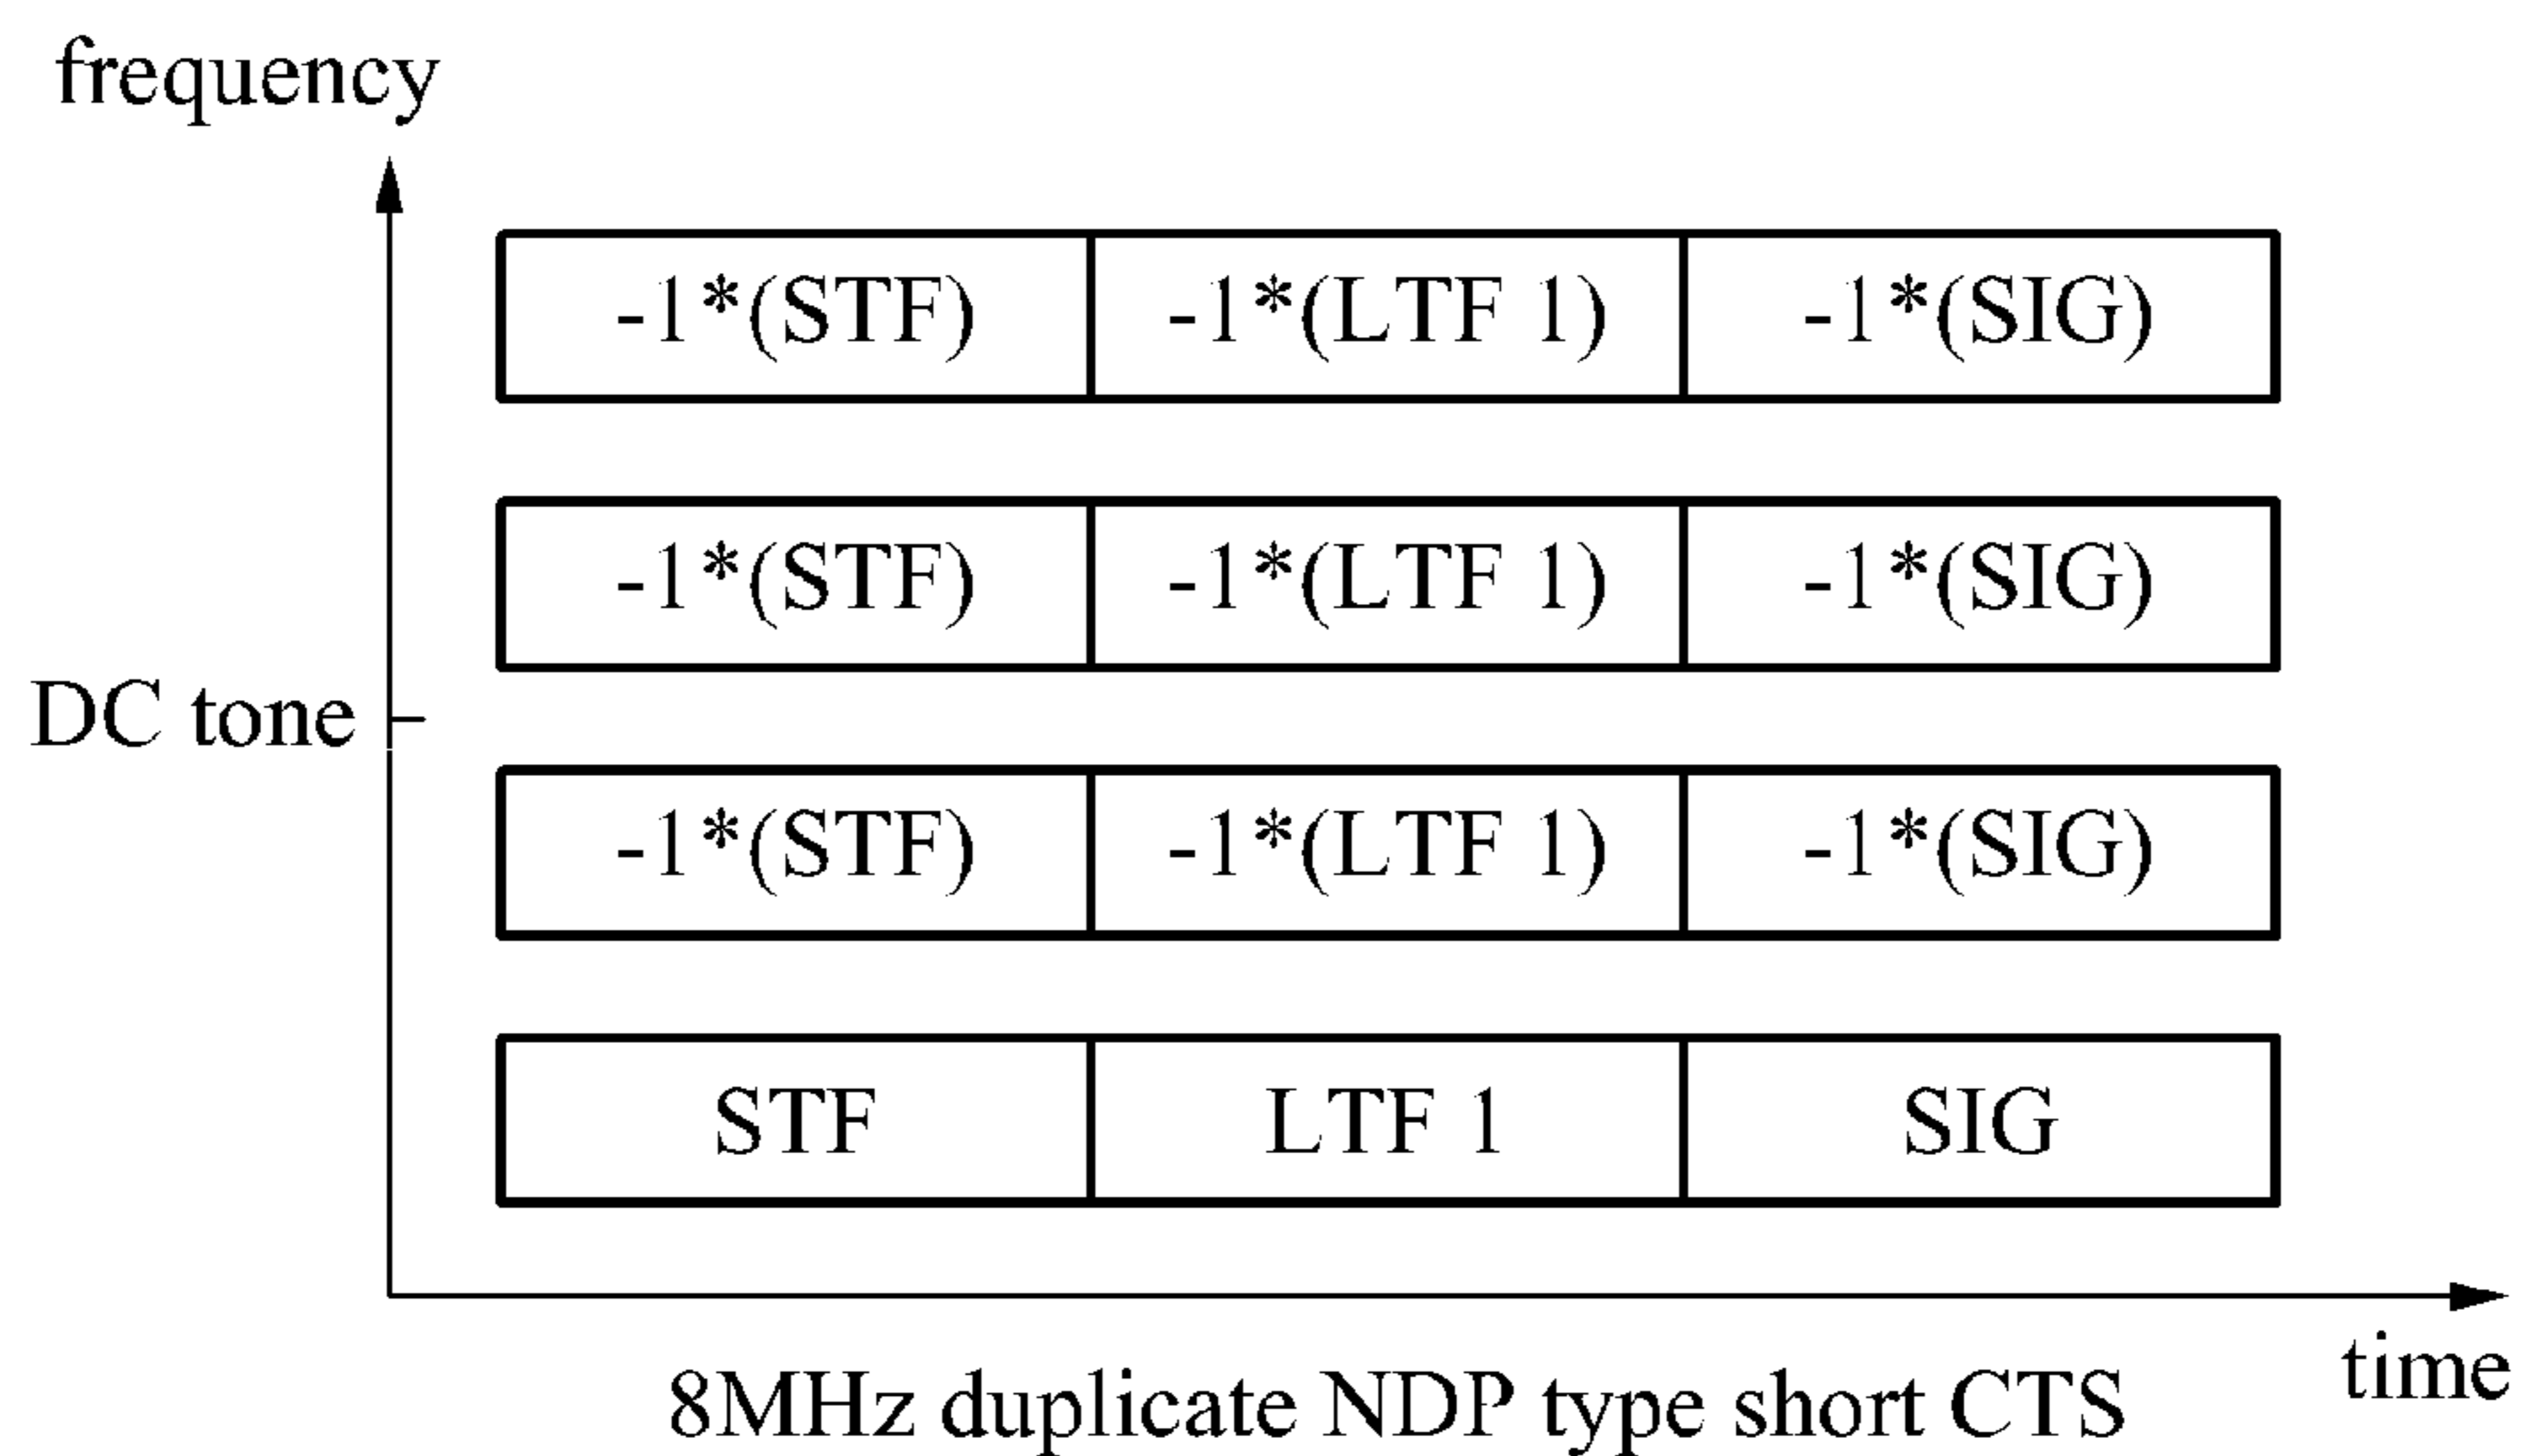 frequency
-1*(STF) -1*(LTF 1) -1*(SIG)
-1*(STF) -1*(LTF 1) -1*(SIG)
DC tone
-1*(STF) -1*(LTF 1) -1*(SIG)
STF LTF 1 SIG
time
8MHz duplicate NDP type short CTS